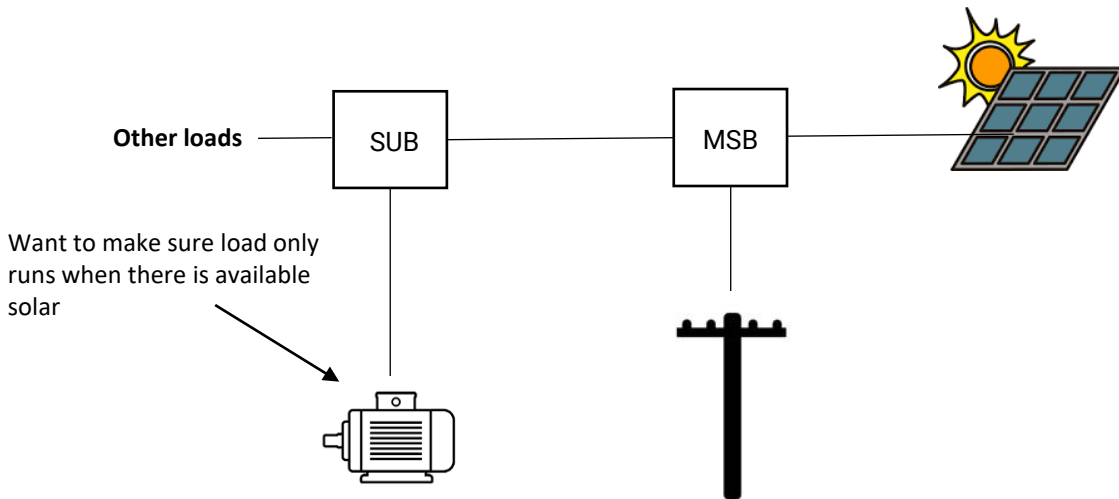 Other loads
SUB
MSB
Want to make sure load only
runs when there is available
solar